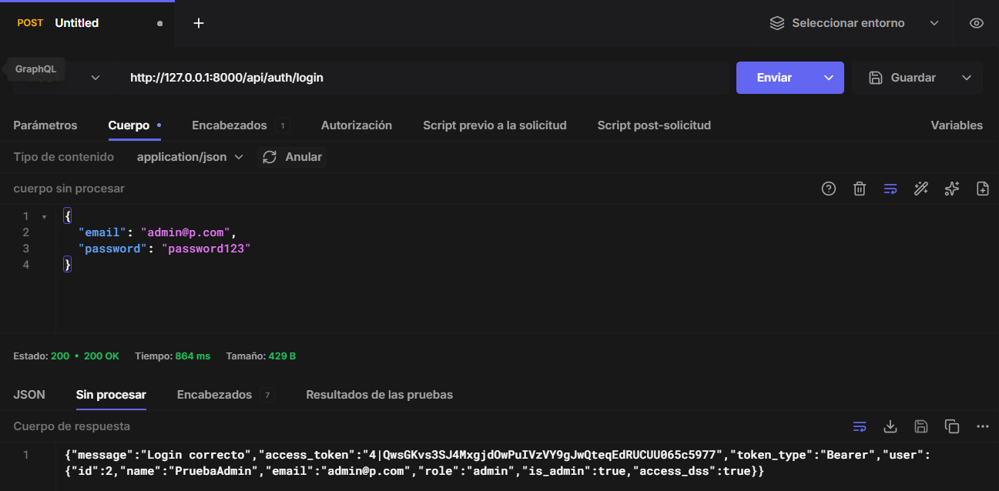 POST Untitled
Seleccionar entorno
GraphQL
http://127.0.0.1:8000/api/auth/login
Enviar
Guardar
Parámetros Cuerpo Encabezados 1 Autorización Script previo a la solicitud Script post-solicitud Variables
Tipo de contenido application/json Anular
cuerpo sin procesar
1 {
2 "email": "admin@p.com",
3 "password": "password123"
4 }
Estado: 200 • 200 OK Tiempo: 864 ms Tamaño: 429 B
JSON Sin procesar Encabezados 7 Resultados de las pruebas
Cuerpo de respuesta
1 {"message":"Login correcto","access_token":"4|QwsGKvs3SJ4MxgjdOwPuIVzVY9gJwQteqEdRUCUU065c5977","token_type":"Bearer","user":
{"id":2,"name":"PruebaAdmin","email":"admin@p.com","role":"admin","is_admin":true,"access_dss":true}}